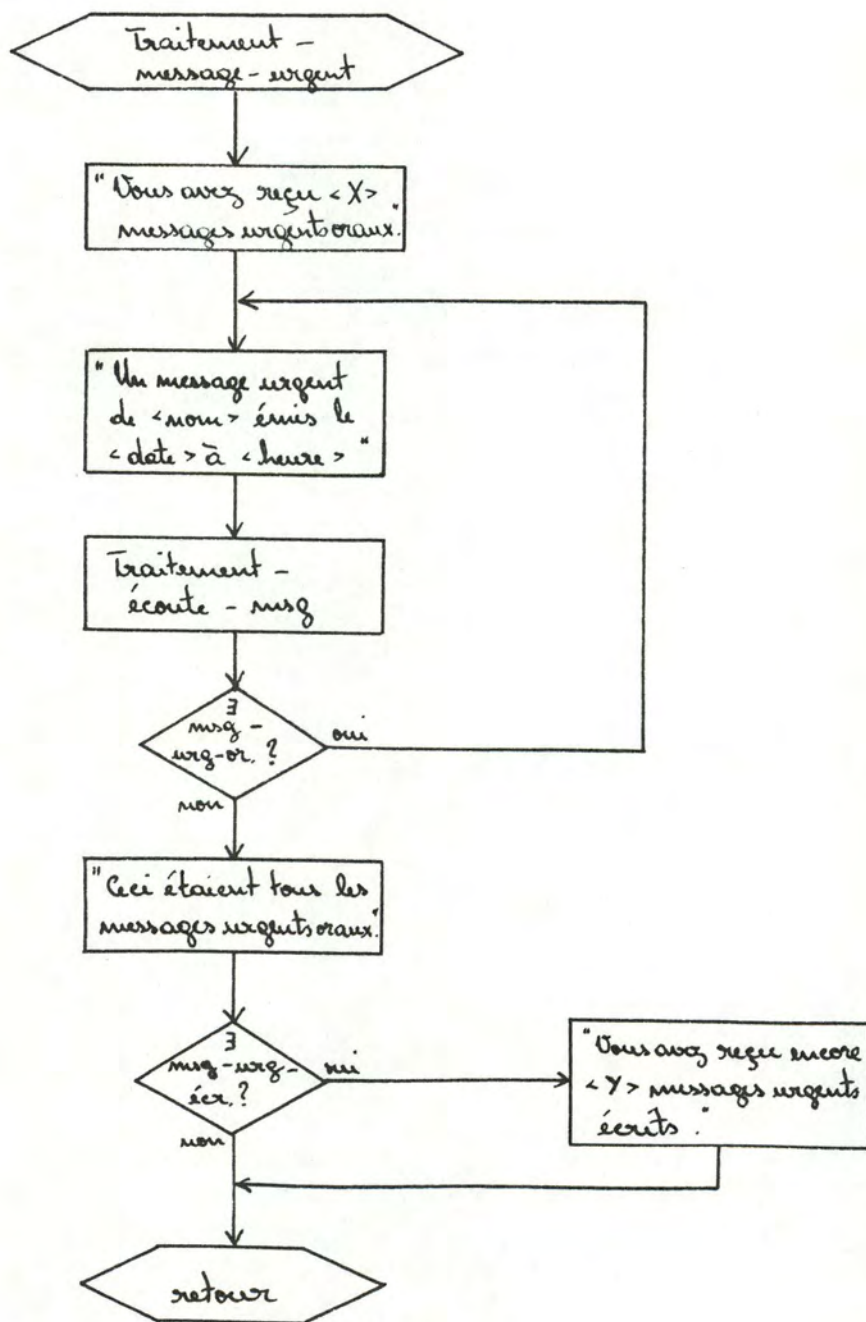 Traitement -
message - urgent
"Vous avez reçu <X>
messages urgents oraux."
"Un message urgent
de <nom> émis le
<date> à <heure>"
Traitement -
écoute - msg
∃
msg -
urg-or. ?
oui
non
"Ceci étaient tous les
messages urgents oraux."
∃
msg - urg -
écr. ?
oui
non
"Vous avez reçu encore
<Y> messages urgents
écrits."
retour